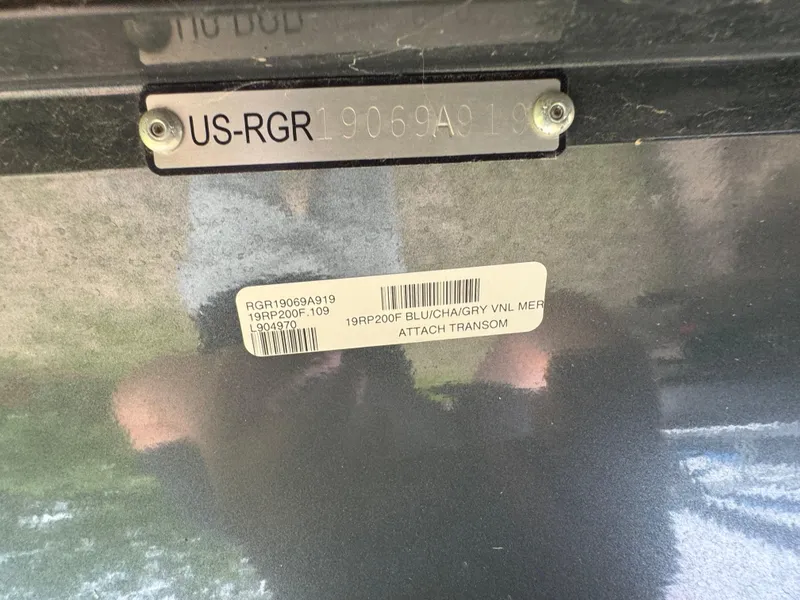 US-RGR19069A919
RGR19069A919
19RP200F.109
L904970
19RP200F BLU/CHA/GRY VNL MER
ATTACH TRANSOM